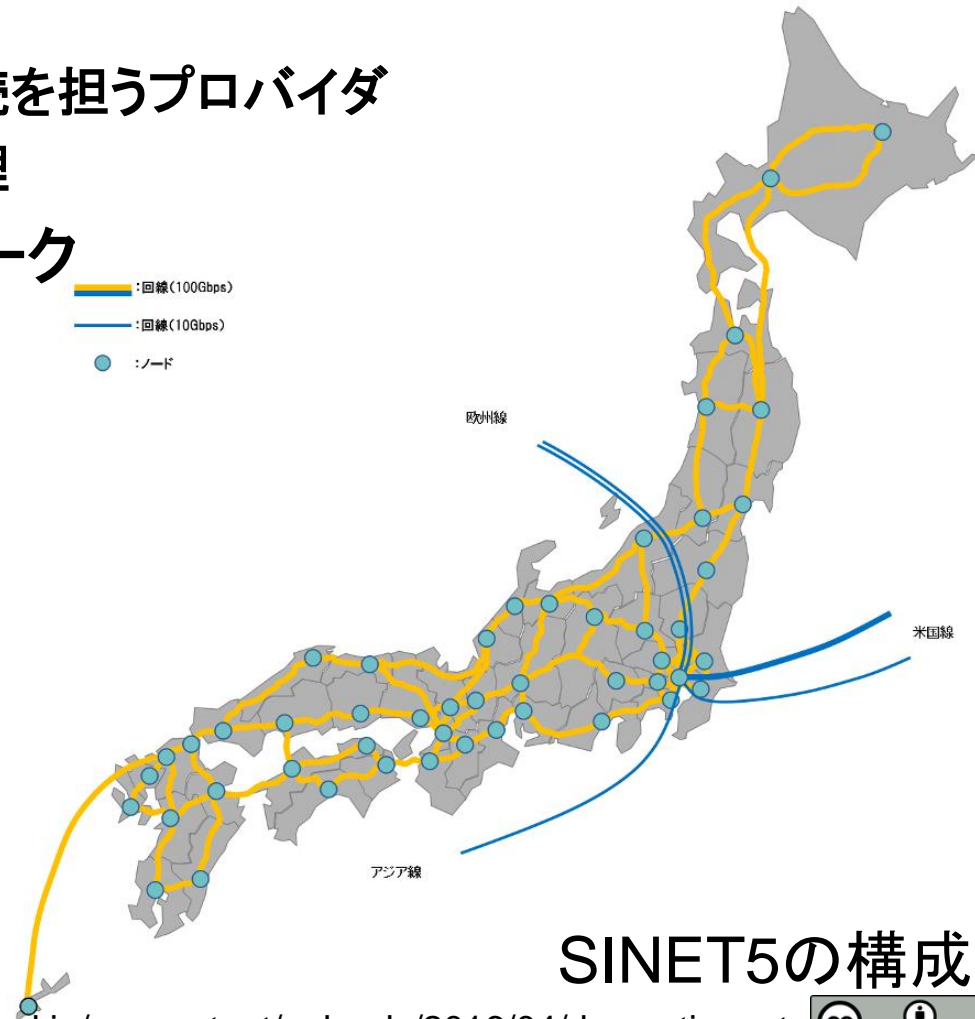 続を担うプロバイダ
理
ーク
:回線(100Gbps)
:回線(10Gbps)
:ノード
欧州線
米国線
アジア線
SINET5の構成